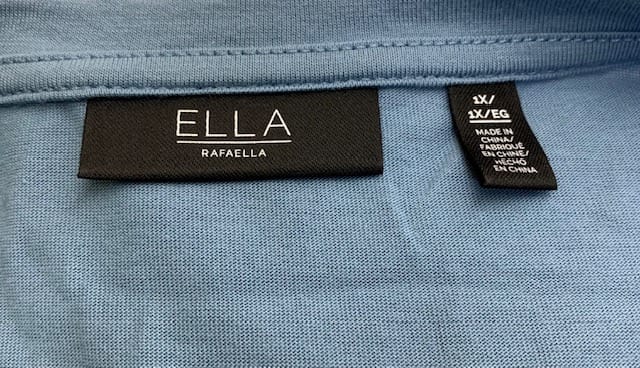 ELLA
RAFAELLA
1X/
1X/EG
MADE IN
CHINA/
FABRIQUÉ
EN CHINE/
HECHO
EN CHINA